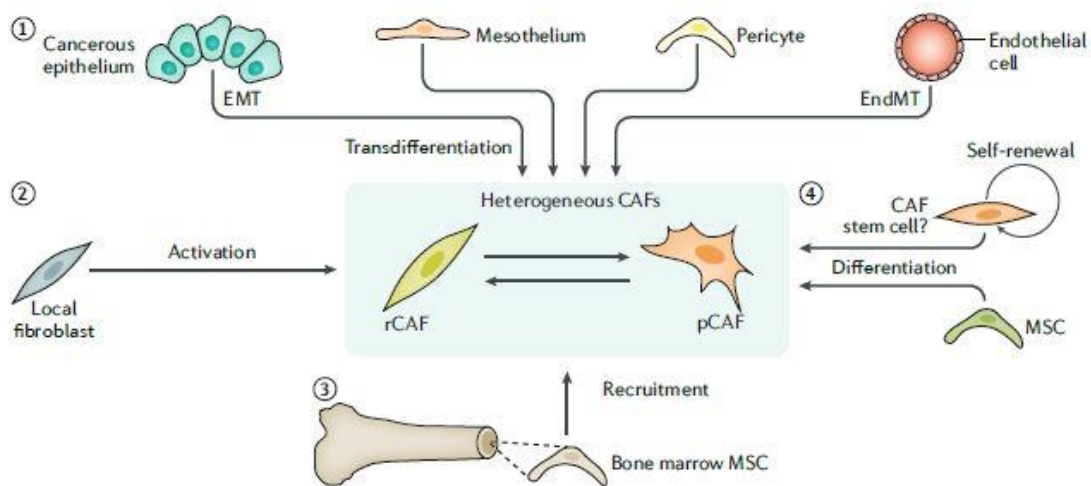 ①
Cancerous
epithelium
EMT
Mesothelium
Pericyte
Endothelial
cell
EndMT
Transdifferentiation
Self-renewal
②
Heterogeneous CAFs
④
CAF
stem cell?
Activation
Differentiation
Local
fibroblast
rCAF
pCAF
MSC
③
Recruitment
Bone marrow MSC